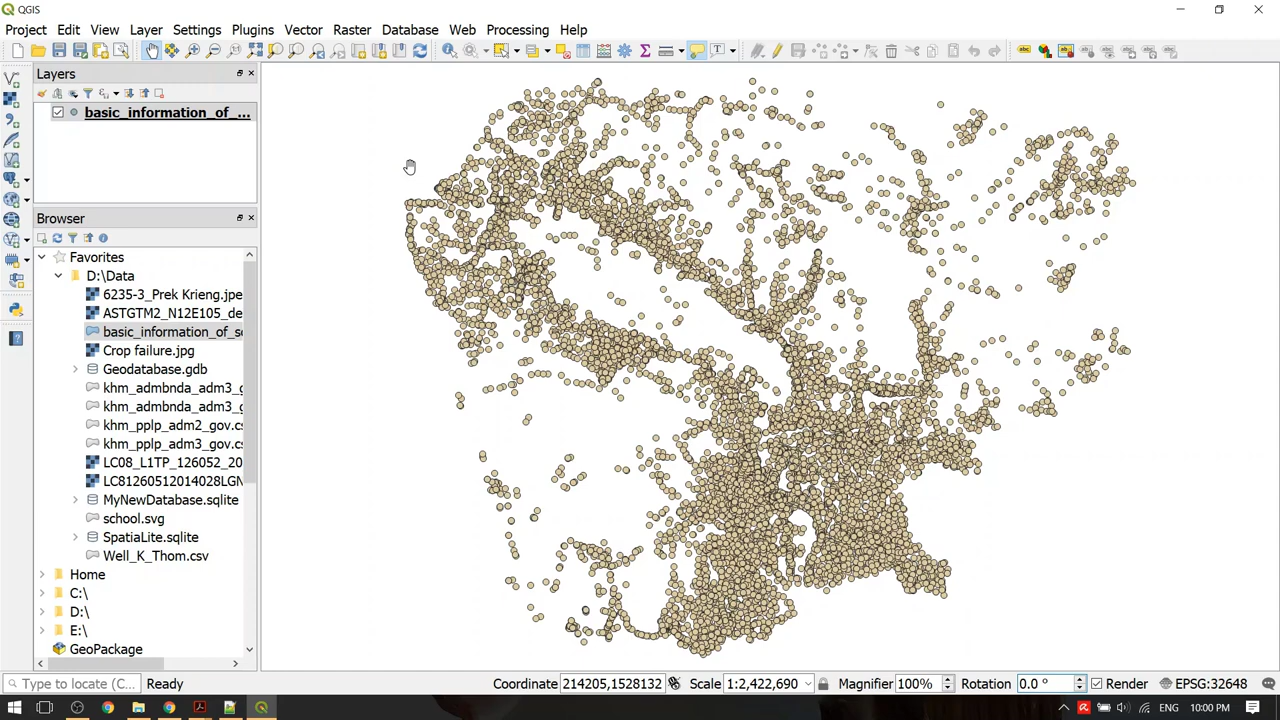 QGIS
Project Edit View Layer Settings Plugins Vector Raster Database Web Processing Help
Layers
basic_information_of_...
Browser
Favorites
D:\Data
6235-3_Prek Krieng.jpe
ASTGTM2_N12E105_de
basic_information_of_s
Crop failure.jpg
Geodatabase.gdb
khm_admbnda_adm3_g
khm_admbnda_adm3_g
khm_pplp_adm2_gov.c
khm_pplp_adm3_gov.c
LC08_L1TP_126052_20
LC81260512014028LGN
MyNewDatabase.sqlite
school.svg
SpatiaLite.sqlite
Well_K_Thom.csv
Home
C:\
D:\
E:\
GeoPackage
Type to locate (C... Ready Coordinate 214205,1528132 Scale 1:2,422,690 Magnifier 100% Rotation 0.0 ° Render EPSG:32648
ENG 10:00 PM